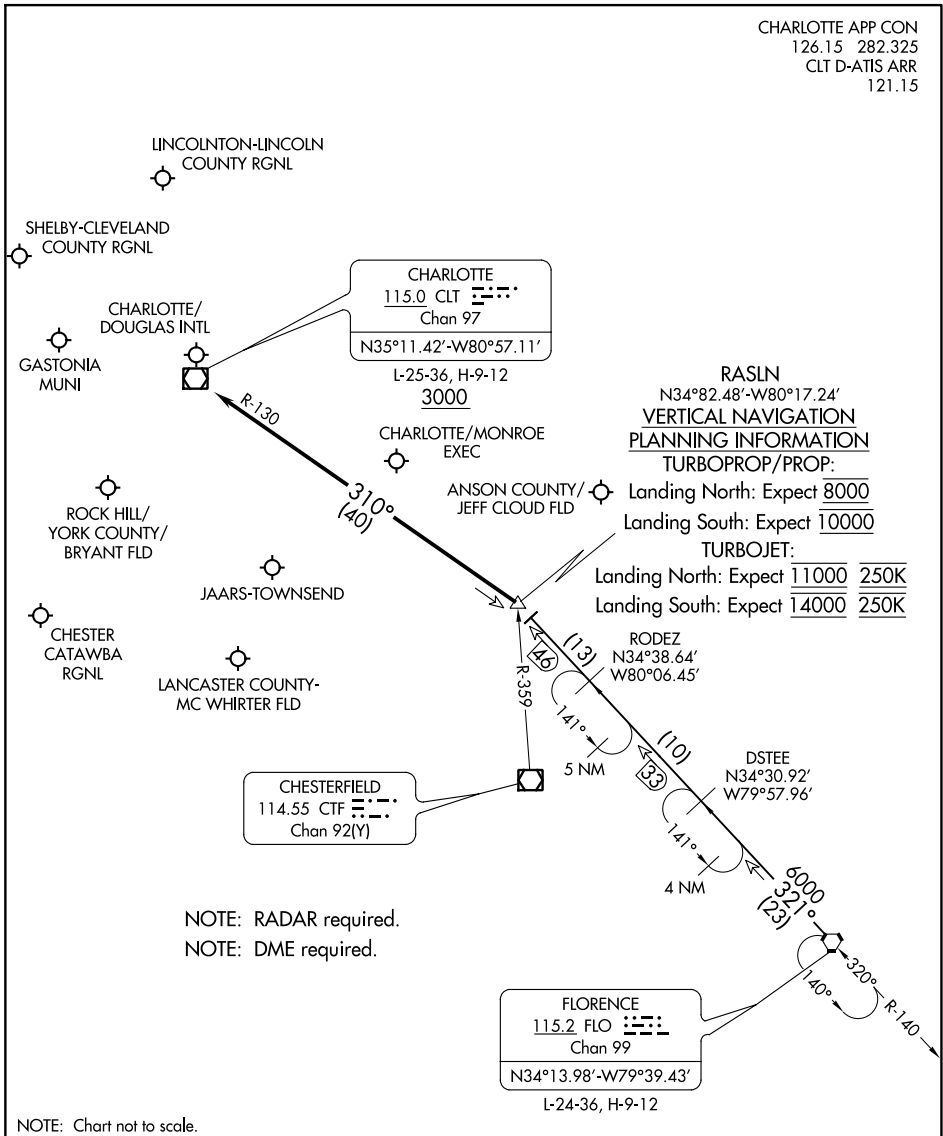 CHARLOTTE APP CON
126.15 282.325
CLT D-ATIS ARR
121.15
LINCOLNTON-LINCOLN
COUNTY RGNL
SHELBY-CLEVELAND
COUNTY RGNL
CHARLOTTE/
DOUGLAS INTL
GASTONIA
MUNI
CHARLOTTE
115.0 CLT
Chan 97
N35°11.42'-W80°57.11'
L-25-36, H-9-12
3000
R-130
310°
(40)
CHARLOTTE/MONROE
EXEC
ANSON COUNTY/
JEFF CLOUD FLD
RASLN
N34°82.48'-W80°17.24'
VERTICAL NAVIGATION
PLANNING INFORMATION
TURBOPROP/PROP:
Landing North: Expect 8000
Landing South: Expect 10000
TURBOJET:
Landing North: Expect 11000 250K
Landing South: Expect 14000 250K
ROCK HILL/
YORK COUNTY/
BRYANT FLD
JAARS-TOWNSEND
CHESTER
CATAWBA
RGNL
LANCASTER COUNTY-
MC WHIRTER FLD
R-359
46
(13)
RODEZ
N34°38.64'
W80°06.45'
141°
5 NM
(10)
33
DSTEE
N34°30.92'
W79°57.96'
141°
4 NM
CHESTERFIELD
114.55 CTF
Chan 92(Y)
6000
321°
(23)
NOTE: RADAR required.
NOTE: DME required.
140°
320°
R-140
FLORENCE
115.2 FLO
Chan 99
N34°13.98'-W79°39.43'
L-24-36, H-9-12
NOTE: Chart not to scale.